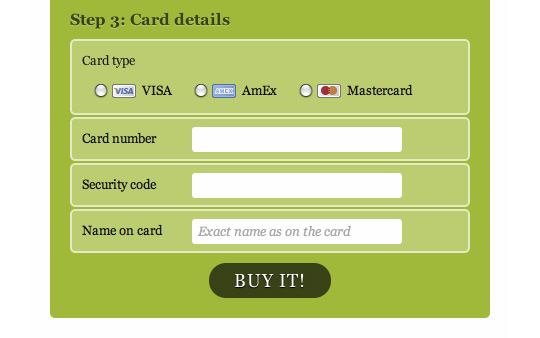 Step 3: Card details
Card type
VISA VISA AMEX AmEx Mastercard
Card number
Security code
Name on card Exact name as on the card
BUY IT!